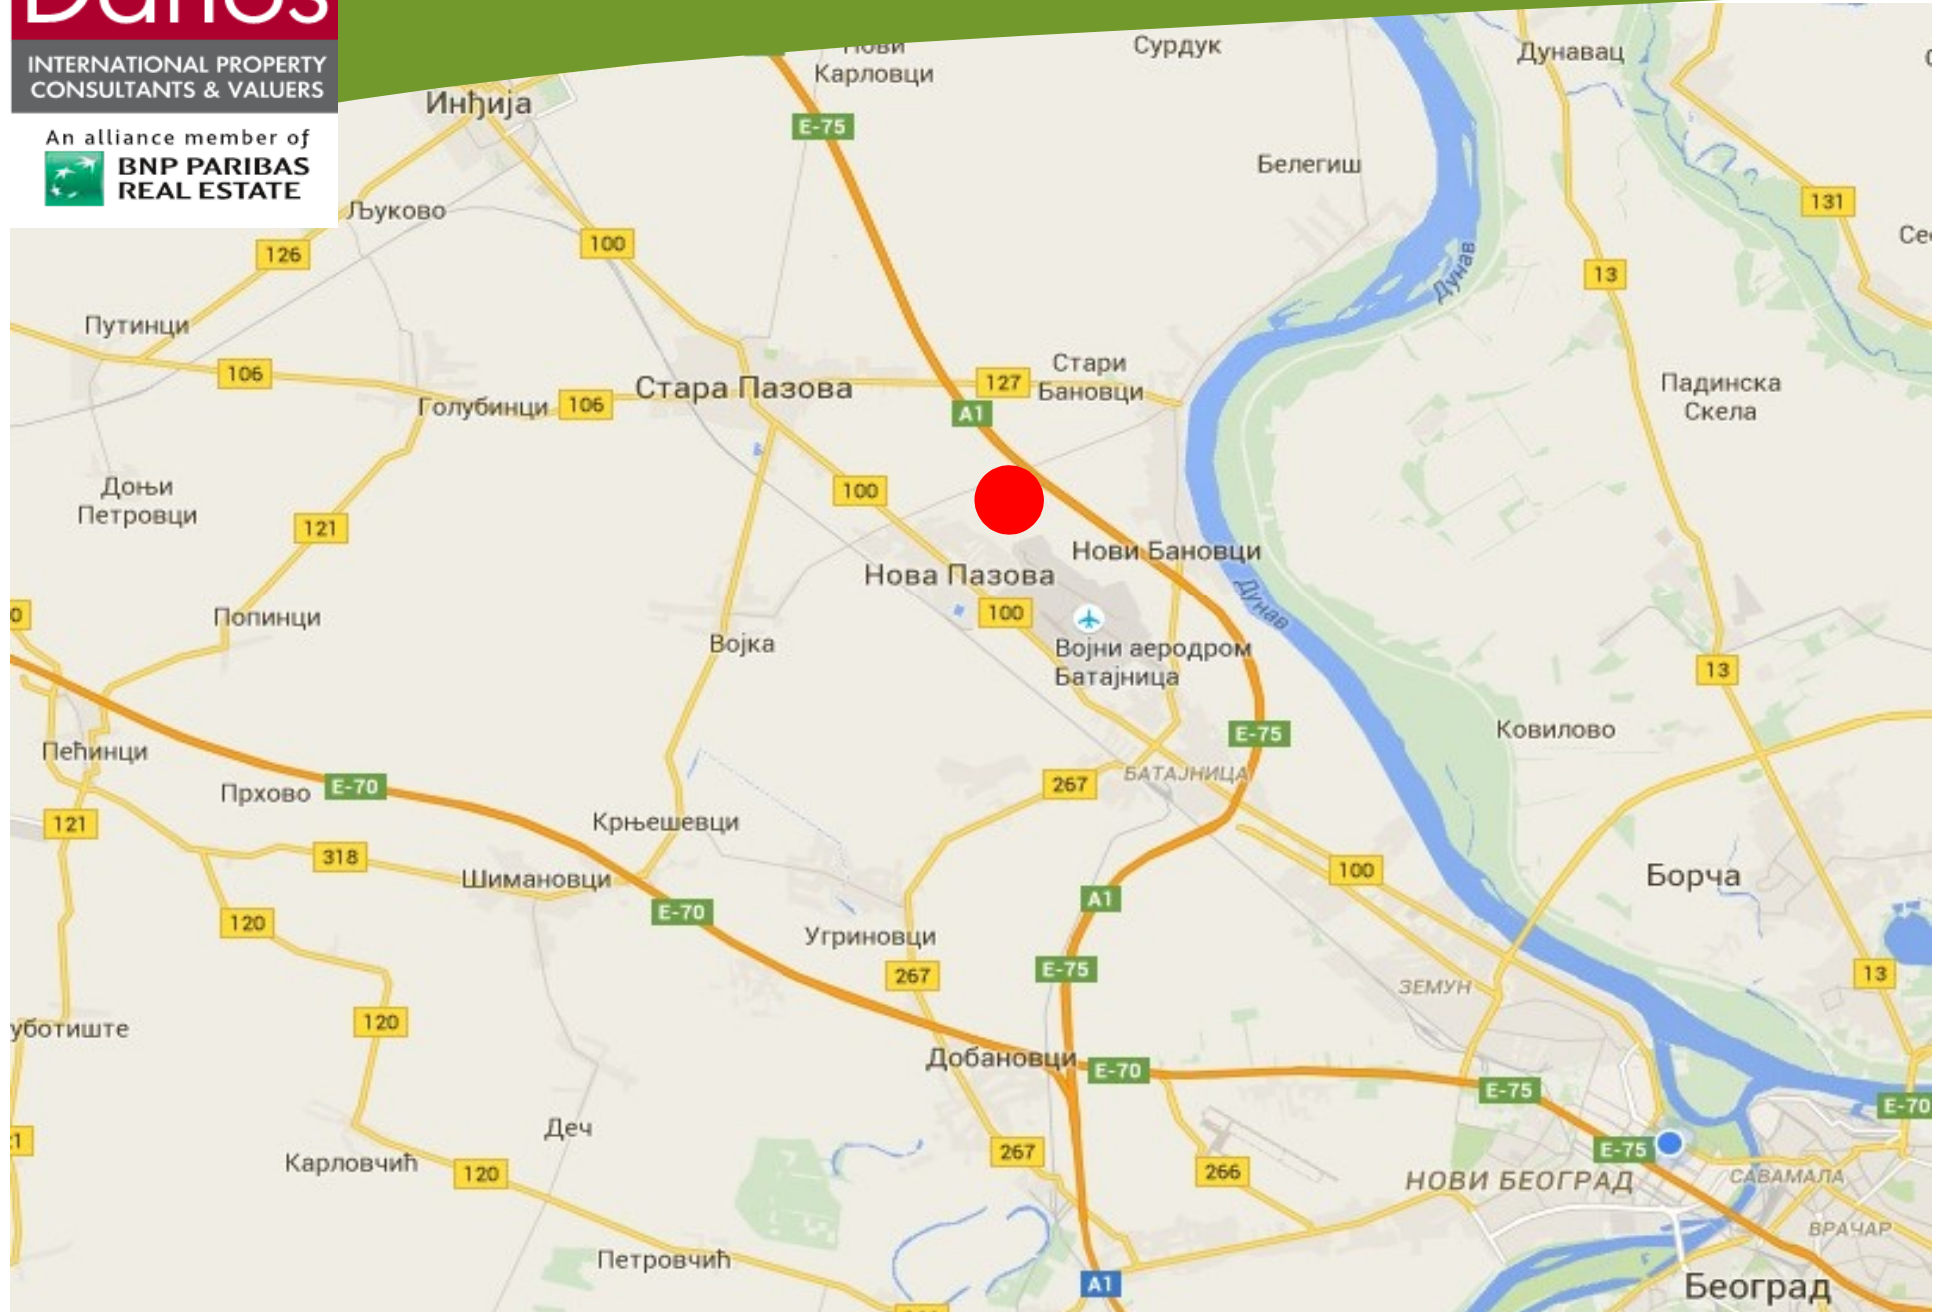 Danos
INTERNATIONAL PROPERTY
CONSULTANTS & VALUERS
An alliance member of
BNP PARIBAS
REAL ESTATE
Нови
Карловци
Сурдук
Дунавац
Инђија
E-75
Белегиш
131
Љуково
100
126
13
Дунав
Путинци
106
Стара Пазова
127
Стари
Бановци
Голубинци
106
A1
Падинска
Скела
Доњи
Петровци
100
121
Нови Бановци
Нова Пазова
100
Дунав
Попинци
Војка
Војни аеродром
Батајница
13
E-75
Ковилово
Пећинци
БАТАЈНИЦА
267
Прхово
E-70
121
Крњешевци
318
Шимановци
100
Борча
A1
E-70
120
Угриновци
E-75
267
ЗЕМУН
13
120
уботиште
Добановци
E-70
E-75
E-70
Деч
267
E-75
Карловчић
120
266
НОВИ БЕОГРАД
САВАМАЛА
ВРАЧАР
Петровчић
A1
Београд